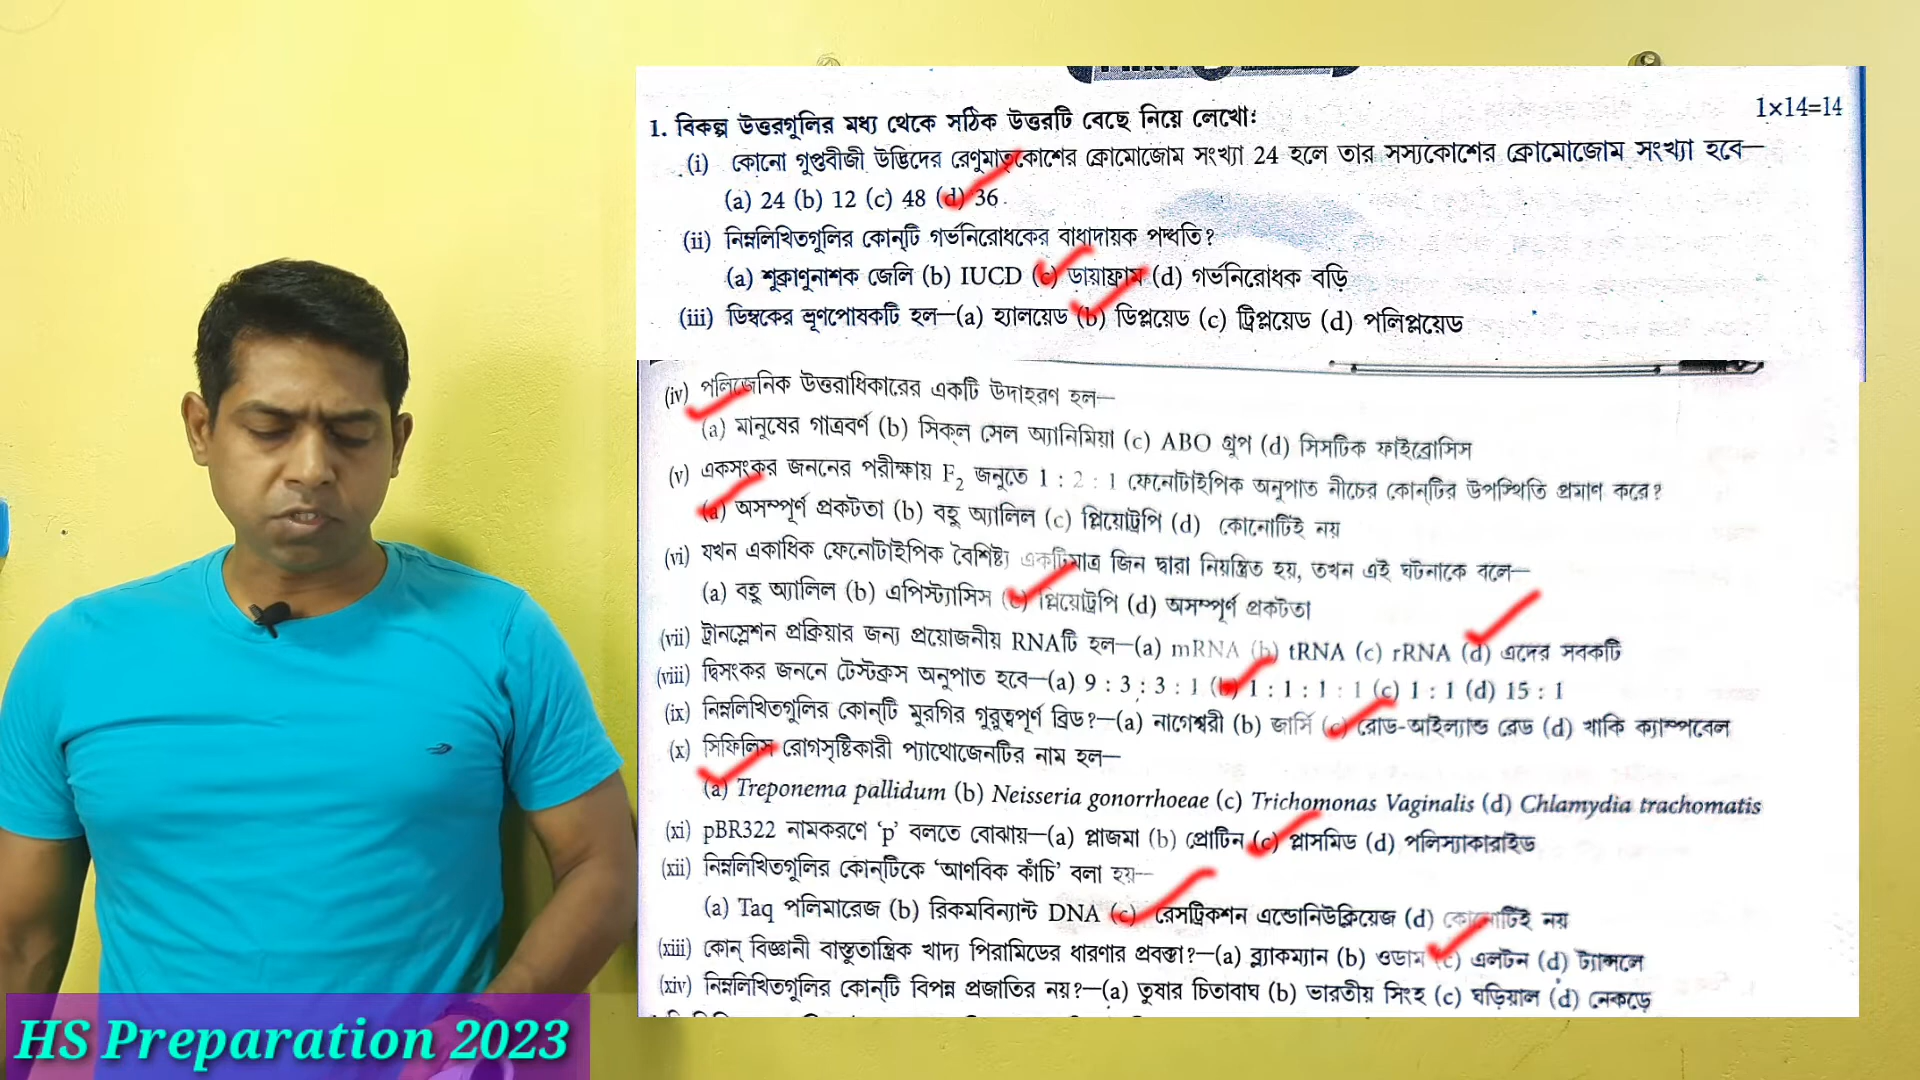 1. বিকল্প উত্তরগুলির মধ্য থেকে সঠিক উত্তরটি বেছে নিয়ে লেখো: 1×14=14
(i) কোনো গুপ্তবীজী উদ্ভিদের রেণুমাতৃকোশের ক্রোমোজোম সংখ্যা 24 হলে তার সস্যকোশের ক্রোমোজোম সংখ্যা হবে—
(a) 24 (b) 12 (c) 48 (d) 36.
(ii) নিম্নলিখিতগুলির কোন্‌টি গর্ভনিরোধকের বাধাদায়ক পদ্ধতি?
(a) শুক্রাণুনাশক জেলি (b) IUCD (c) ডায়াফ্রাম (d) গর্ভনিরোধক বড়ি
(iii) ডিম্বকের ভ্রূণপোষকটি হল—(a) হ্যালয়েড (b) ডিপ্লয়েড (c) ট্রিপ্লয়েড (d) পলিপ্লয়েড
(iv) পলিজেনিক উত্তরাধিকারের একটি উদাহরণ হল—
(a) মানুষের গাত্রবর্ণ (b) সিক্‌ল সেল অ্যানিমিয়া (c) ABO গ্রুপ (d) সিসটিক ফাইব্রোসিস
(v) একসংকর জননের পরীক্ষায় F2 জনুতে 1 : 2 : 1 ফেনোটাইপিক অনুপাত নীচের কোন্‌টির উপস্থিতি প্রমাণ করে?
(a) অসম্পূর্ণ প্রকটতা (b) বহু অ্যালিল (c) প্লিয়োট্রপি (d) কোনোটিই নয়
(vi) যখন একাধিক ফেনোটাইপিক বৈশিষ্ট্য একটিমাত্র জিন দ্বারা নিয়ন্ত্রিত হয়, তখন এই ঘটনাকে বলে—
(a) বহু অ্যালিল (b) এপিস্ট্যাসিস (c) প্লিয়োট্রপি (d) অসম্পূর্ণ প্রকটতা
(vii) ট্রানস্লেশন প্রক্রিয়ার জন্য প্রয়োজনীয় RNAটি হল—(a) mRNA (b) tRNA (c) rRNA (d) এদের সবকটি
(viii) দ্বিসংকর জননে টেস্টক্রস অনুপাত হবে—(a) 9 : 3 : 3 : 1 (b) 1 : 1 : 1 : 1 (c) 1 : 1 (d) 15 : 1
(ix) নিম্নলিখিতগুলির কোন্‌টি মুরগির গুরুত্বপূর্ণ ব্রিড?—(a) নাগেশ্বরী (b) জার্সি (c) রোড-আইল্যান্ড রেড (d) খাকি ক্যাম্পবেল
(x) সিফিলিস রোগসৃষ্টিকারী প্যাথোজেনটির নাম হল—
(a) Treponema pallidum (b) Neisseria gonorrhoeae (c) Trichomonas Vaginalis (d) Chlamydia trachomatis
(xi) pBR322 নামকরণে ‘p’ বলতে বোঝায়—(a) প্লাজমা (b) প্রোটিন (c) প্লাসমিড (d) পলিস্যাকারাইড
(xii) নিম্নলিখিতগুলির কোন্‌টিকে ‘আণবিক কাঁচি’ বলা হয়—
(a) Taq পলিমারেজ (b) রিকমবিন্যান্ট DNA (c) রেসট্রিকশন এন্ডোনিউক্লিয়েজ (d) কোনোটিই নয়
(xiii) কোন্ বিজ্ঞানী বাস্তুতান্ত্রিক খাদ্য পিরামিডের ধারণার প্রবক্তা?—(a) ব্ল্যাকম্যান (b) ওডাম (c) এলটন (d) ট্যান্সলে
(xiv) নিম্নলিখিতগুলির কোন্‌টি বিপন্ন প্রজাতির নয়?—(a) তুষার চিতাবাঘ (b) ভারতীয় সিংহ (c) ঘড়িয়াল (d) নেকড়ে
HS Preparation 2023